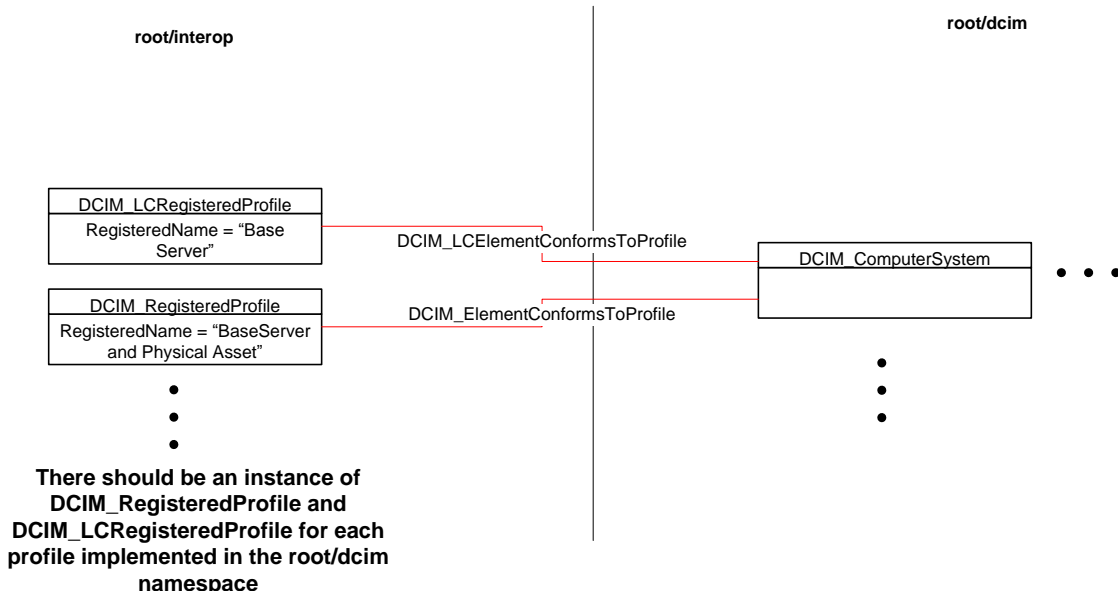 root/interop
root/dcim
DCIM_LCRegisteredProfile
RegisteredName = “Base
Server”
DCIM_LCElementConformsToProfile
DCIM_ComputerSystem
DCIM_RegisteredProfile
RegisteredName = “BaseServer
and Physical Asset”
DCIM_ElementConformsToProfile
There should be an instance of
DCIM_RegisteredProfile and
DCIM_LCRegisteredProfile for each
profile implemented in the root/dcim
namespace